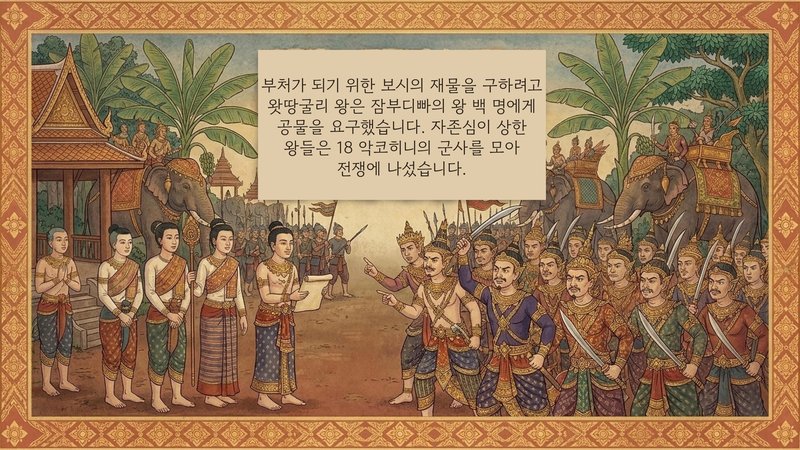 부처가 되기 위한 보시의 재물을 구하려고
왓땅굴리 왕은 잠부디빠의 왕 백 명에게
공물을 요구했습니다. 자존심이 상한
왕들은 18 악코히니의 군사를 모아
전쟁에 나섰습니다.